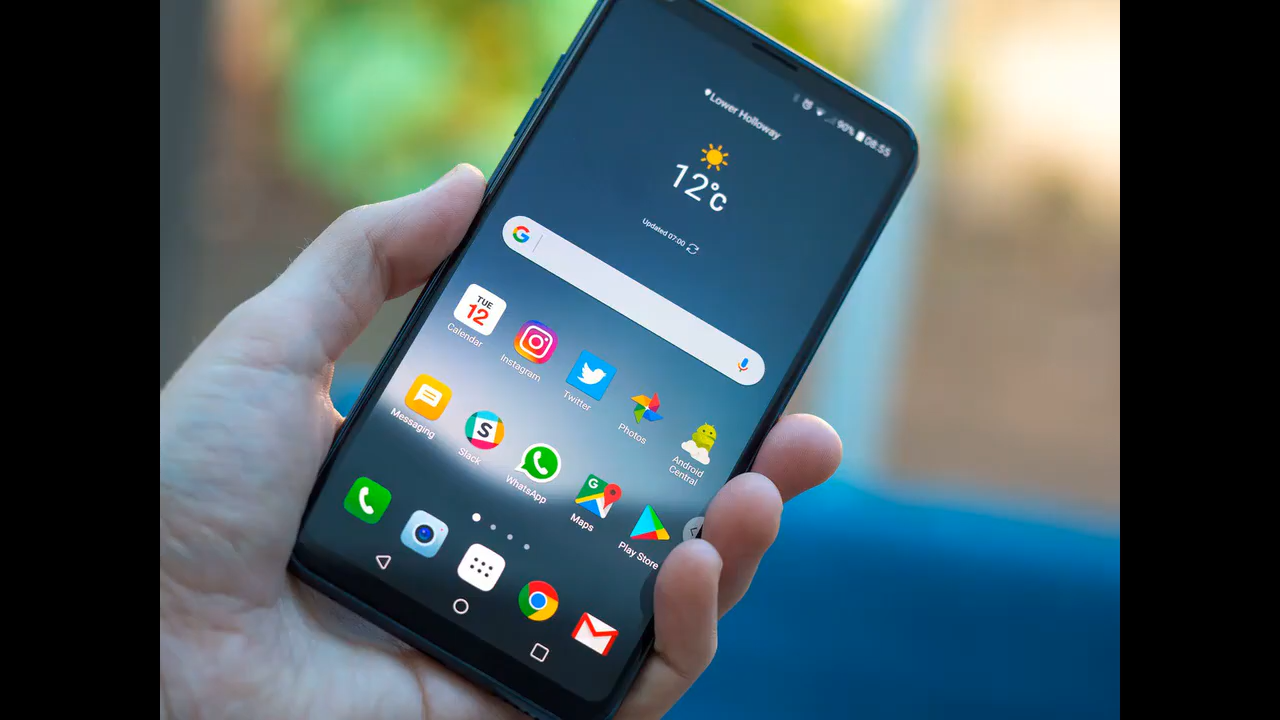 90% 08:55
Lower Holloway
12°c
Updated 07:00
G
TUE
12
Calendar
Instagram
Twitter
Photos
Android
Central
Messaging
S
Slack
WhatsApp
G
Maps
Play Store